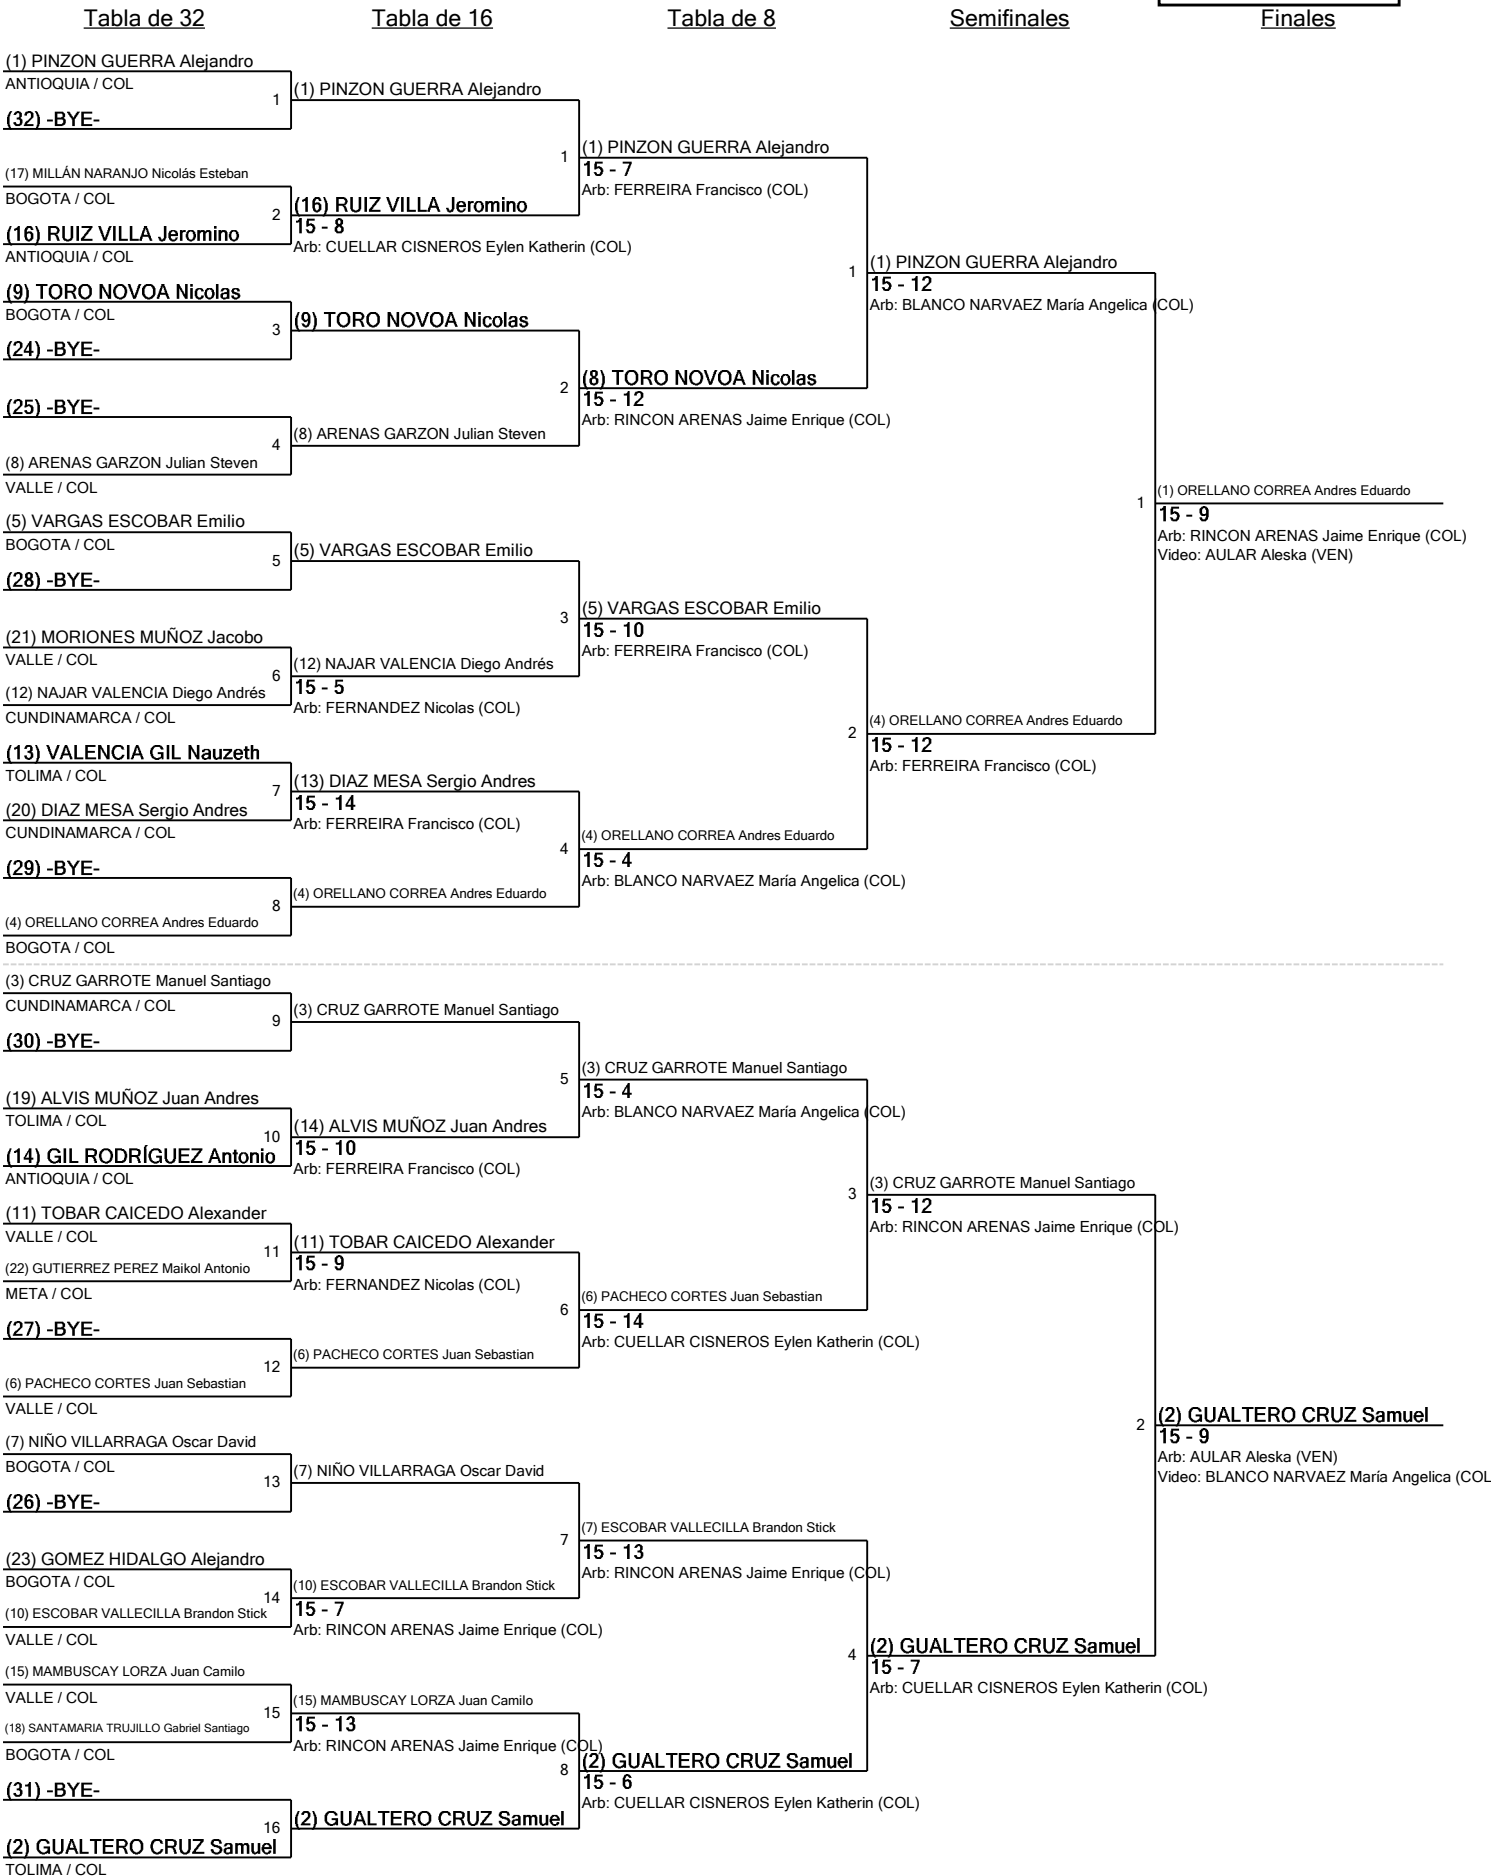 Tabla de 32
Tabla de 16
Tabla de 8
Semifinales
Finales
(1) PINZON GUERRA Alejandro
ANTIOQUIA / COL
1
(32) -BYE-
(17) MILLÁN NARANJO Nicolás Esteban
BOGOTA / COL
2
(16) RUIZ VILLA Jeromino
ANTIOQUIA / COL
(9) TORO NOVOA Nicolas
BOGOTA / COL
3
(24) -BYE-
(25) -BYE-
4
(8) ARENAS GARZON Julian Steven
VALLE / COL
(5) VARGAS ESCOBAR Emilio
BOGOTA / COL
5
(28) -BYE-
(21) MORIONES MUÑOZ Jacobo
VALLE / COL
6
(12) NAJAR VALENCIA Diego Andrés
CUNDINAMARCA / COL
(13) VALENCIA GIL Nauzeth
TOLIMA / COL
7
(20) DIAZ MESA Sergio Andres
CUNDINAMARCA / COL
(29) -BYE-
8
(4) ORELLANO CORREA Andres Eduardo
BOGOTA / COL
(3) CRUZ GARROTE Manuel Santiago
CUNDINAMARCA / COL
9
(30) -BYE-
(19) ALVIS MUÑOZ Juan Andres
TOLIMA / COL
10
(14) GIL RODRÍGUEZ Antonio
ANTIOQUIA / COL
(11) TOBAR CAICEDO Alexander
VALLE / COL
11
(22) GUTIERREZ PEREZ Maikol Antonio
META / COL
(27) -BYE-
12
(6) PACHECO CORTES Juan Sebastian
VALLE / COL
(7) NIÑO VILLARRAGA Oscar David
BOGOTA / COL
13
(26) -BYE-
(23) GOMEZ HIDALGO Alejandro
BOGOTA / COL
14
(10) ESCOBAR VALLECILLA Brandon Stick
VALLE / COL
(15) MAMBUSCAY LORZA Juan Camilo
VALLE / COL
15
(18) SANTAMARIA TRUJILLO Gabriel Santiago
BOGOTA / COL
(31) -BYE-
16
(2) GUALTERO CRUZ Samuel
TOLIMA / COL
(1) PINZON GUERRA Alejandro
1
(16) RUIZ VILLA Jeromino
15 - 8
Arb: CUELLAR CISNEROS Eylen Katherin (COL)
(9) TORO NOVOA Nicolas
2
(8) ARENAS GARZON Julian Steven
(5) VARGAS ESCOBAR Emilio
3
(12) NAJAR VALENCIA Diego Andrés
15 - 5
Arb: FERNANDEZ Nicolas (COL)
(13) DIAZ MESA Sergio Andres
15 - 14
Arb: FERREIRA Francisco (COL)
4
(4) ORELLANO CORREA Andres Eduardo
(3) CRUZ GARROTE Manuel Santiago
5
(14) ALVIS MUÑOZ Juan Andres
15 - 10
Arb: FERREIRA Francisco (COL)
(11) TOBAR CAICEDO Alexander
15 - 9
Arb: FERNANDEZ Nicolas (COL)
6
(6) PACHECO CORTES Juan Sebastian
(7) NIÑO VILLARRAGA Oscar David
7
(10) ESCOBAR VALLECILLA Brandon Stick
15 - 7
Arb: RINCON ARENAS Jaime Enrique (COL)
(15) MAMBUSCAY LORZA Juan Camilo
15 - 13
Arb: RINCON ARENAS Jaime Enrique (COL)
8
(2) GUALTERO CRUZ Samuel
(1) PINZON GUERRA Alejandro
15 - 7
Arb: FERREIRA Francisco (COL)
1
(8) TORO NOVOA Nicolas
15 - 12
Arb: RINCON ARENAS Jaime Enrique (COL)
(5) VARGAS ESCOBAR Emilio
15 - 10
Arb: FERREIRA Francisco (COL)
2
(4) ORELLANO CORREA Andres Eduardo
15 - 4
Arb: BLANCO NARVAEZ María Angelica (COL)
(3) CRUZ GARROTE Manuel Santiago
15 - 4
Arb: BLANCO NARVAEZ María Angelica (COL)
3
(6) PACHECO CORTES Juan Sebastian
15 - 14
Arb: CUELLAR CISNEROS Eylen Katherin (COL)
(7) ESCOBAR VALLECILLA Brandon Stick
15 - 13
Arb: RINCON ARENAS Jaime Enrique (COL)
4
(2) GUALTERO CRUZ Samuel
15 - 6
Arb: CUELLAR CISNEROS Eylen Katherin (COL)
(1) PINZON GUERRA Alejandro
15 - 12
Arb: BLANCO NARVAEZ María Angelica (COL)
1
(4) ORELLANO CORREA Andres Eduardo
15 - 12
Arb: FERREIRA Francisco (COL)
(3) CRUZ GARROTE Manuel Santiago
15 - 12
Arb: RINCON ARENAS Jaime Enrique (COL)
2
(2) GUALTERO CRUZ Samuel
15 - 7
Arb: CUELLAR CISNEROS Eylen Katherin (COL)
(1) ORELLANO CORREA Andres Eduardo
15 - 9
Arb: RINCON ARENAS Jaime Enrique (COL)
Video: AULAR Aleska (VEN)
(2) GUALTERO CRUZ Samuel
15 - 9
Arb: AULAR Aleska (VEN)
Video: BLANCO NARVAEZ María Angelica (COL